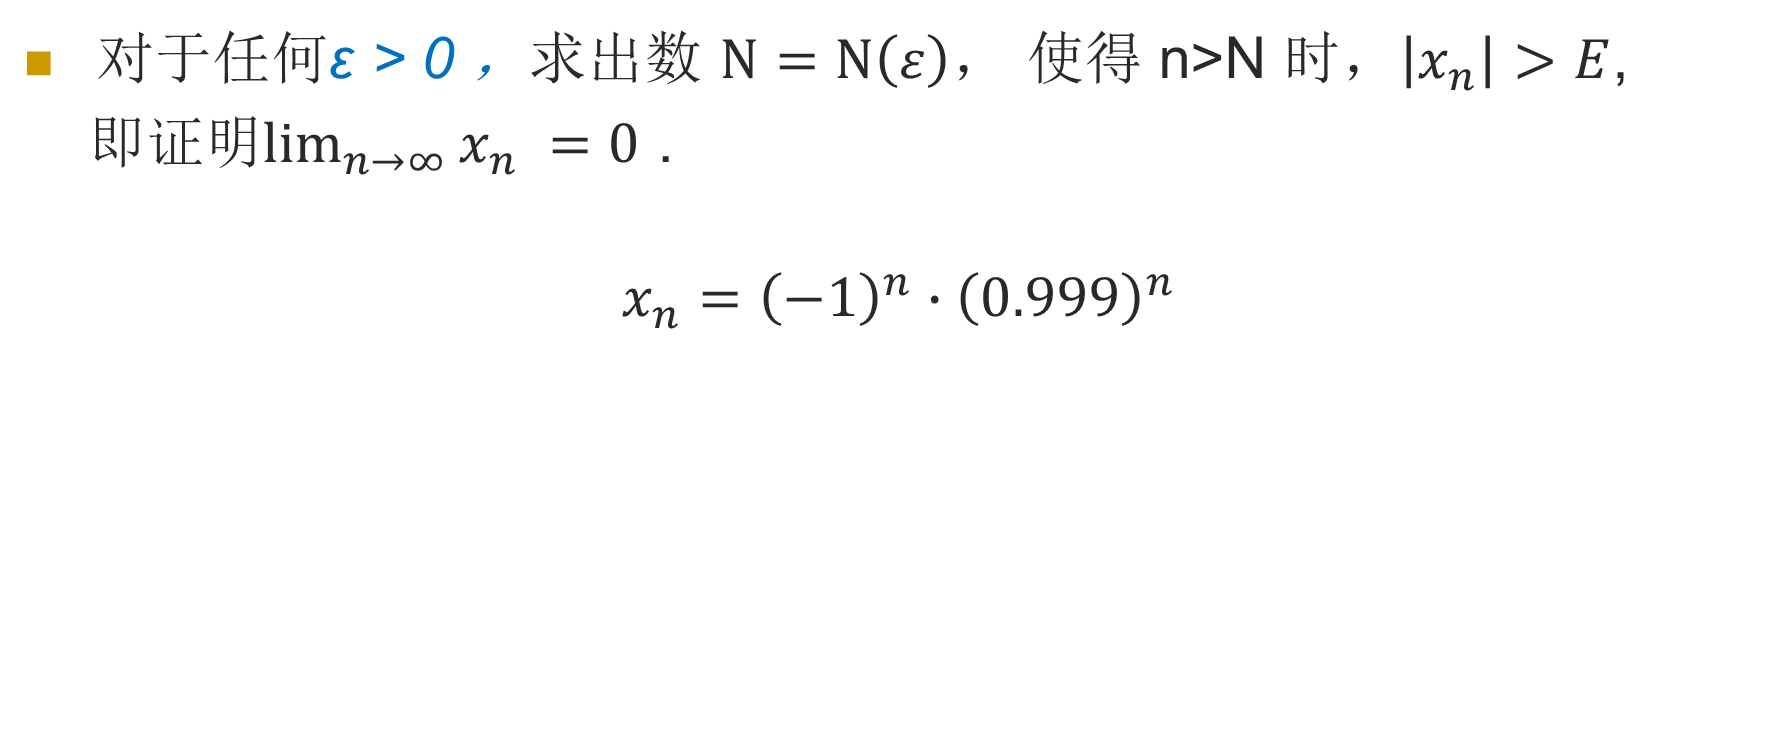 对于任何ε > 0，求出数 N = N(ε)， 使得 n>N 时，|xₙ| > E,
即证明limₙ→∞ xₙ = 0 .
xₙ = (−1)ⁿ · (0.999)ⁿ